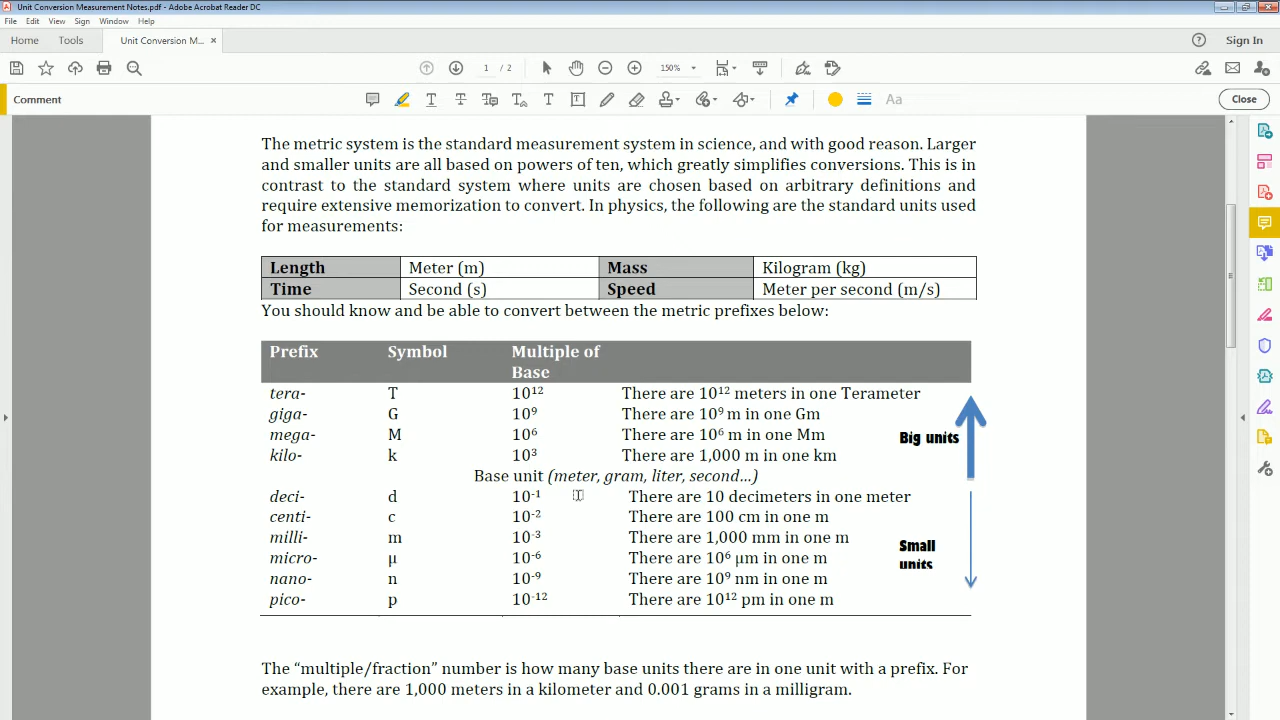 Unit Conversion Measurement Notes.pdf - Adobe Acrobat Reader DC
File Edit View Sign Window Help
Home Tools Unit Conversion M... × Sign In
1 / 2 150%
Comment Aa Close
The metric system is the standard measurement system in science, and with good reason. Larger
and smaller units are all based on powers of ten, which greatly simplifies conversions. This is in
contrast to the standard system where units are chosen based on arbitrary definitions and
require extensive memorization to convert. In physics, the following are the standard units used
for measurements:
Length Meter (m) Mass Kilogram (kg)
Time Second (s) Speed Meter per second (m/s)
You should know and be able to convert between the metric prefixes below:
Prefix Symbol Multiple of
Base
tera- T 10¹² There are 10¹² meters in one Terameter
giga- G 10⁹ There are 10⁹ m in one Gm
mega- M 10⁶ There are 10⁶ m in one Mm
Big units
kilo- k 10³ There are 1,000 m in one km
Base unit (meter, gram, liter, second...)
deci- d 10⁻¹ There are 10 decimeters in one meter
centi- c 10⁻² There are 100 cm in one m
milli- m 10⁻³ There are 1,000 mm in one m
Small
units
micro- μ 10⁻⁶ There are 10⁶ μm in one m
nano- n 10⁻⁹ There are 10⁹ nm in one m
pico- p 10⁻¹² There are 10¹² pm in one m
The “multiple/fraction” number is how many base units there are in one unit with a prefix. For
example, there are 1,000 meters in a kilometer and 0.001 grams in a milligram.